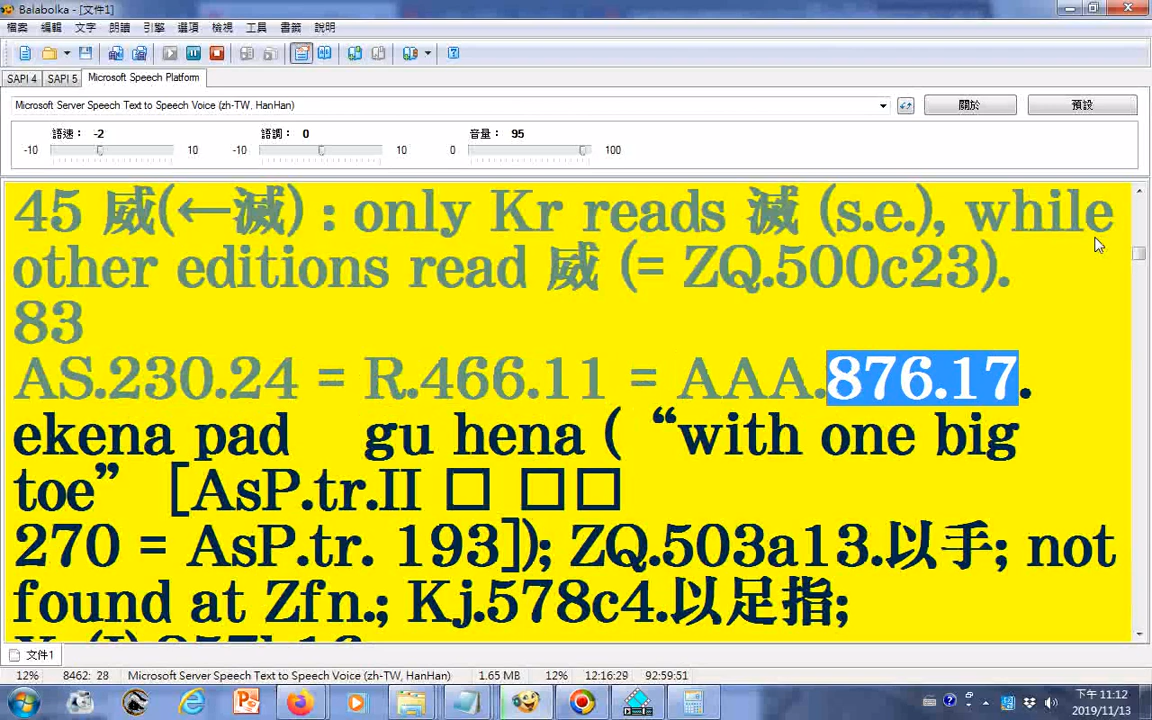 Balabolka - [文件1]
檔案 編輯 文字 朗讀 引擎 選項 檢視 工具 書籤 說明
SAPI 4 SAPI 5 Microsoft Speech Platform
Microsoft Server Speech Text to Speech Voice (zh-TW, HanHan) 關於 預設
語速： -2 語調： 0 音量： 95
-10 10 -10 10 0 100
45 威(←滅) : only Kr reads 滅 (s.e.), while
other editions read 威 (= ZQ.500c23).
83
AS.230.24 = R.466.11 = AAA.876.17.
ekena pad gu hena (“with one big
toe” [AsP.tr.II □ □□
270 = AsP.tr. 193]); ZQ.503a13.以手; not
found at Zfn.; Kj.578c4.以足指;
文件1
12% 8462: 28 Microsoft Server Speech Text to Speech Voice (zh-TW, HanHan) 1.65 MB 12% 12:16:29 92:59:51
下午 11:12
2019/11/13